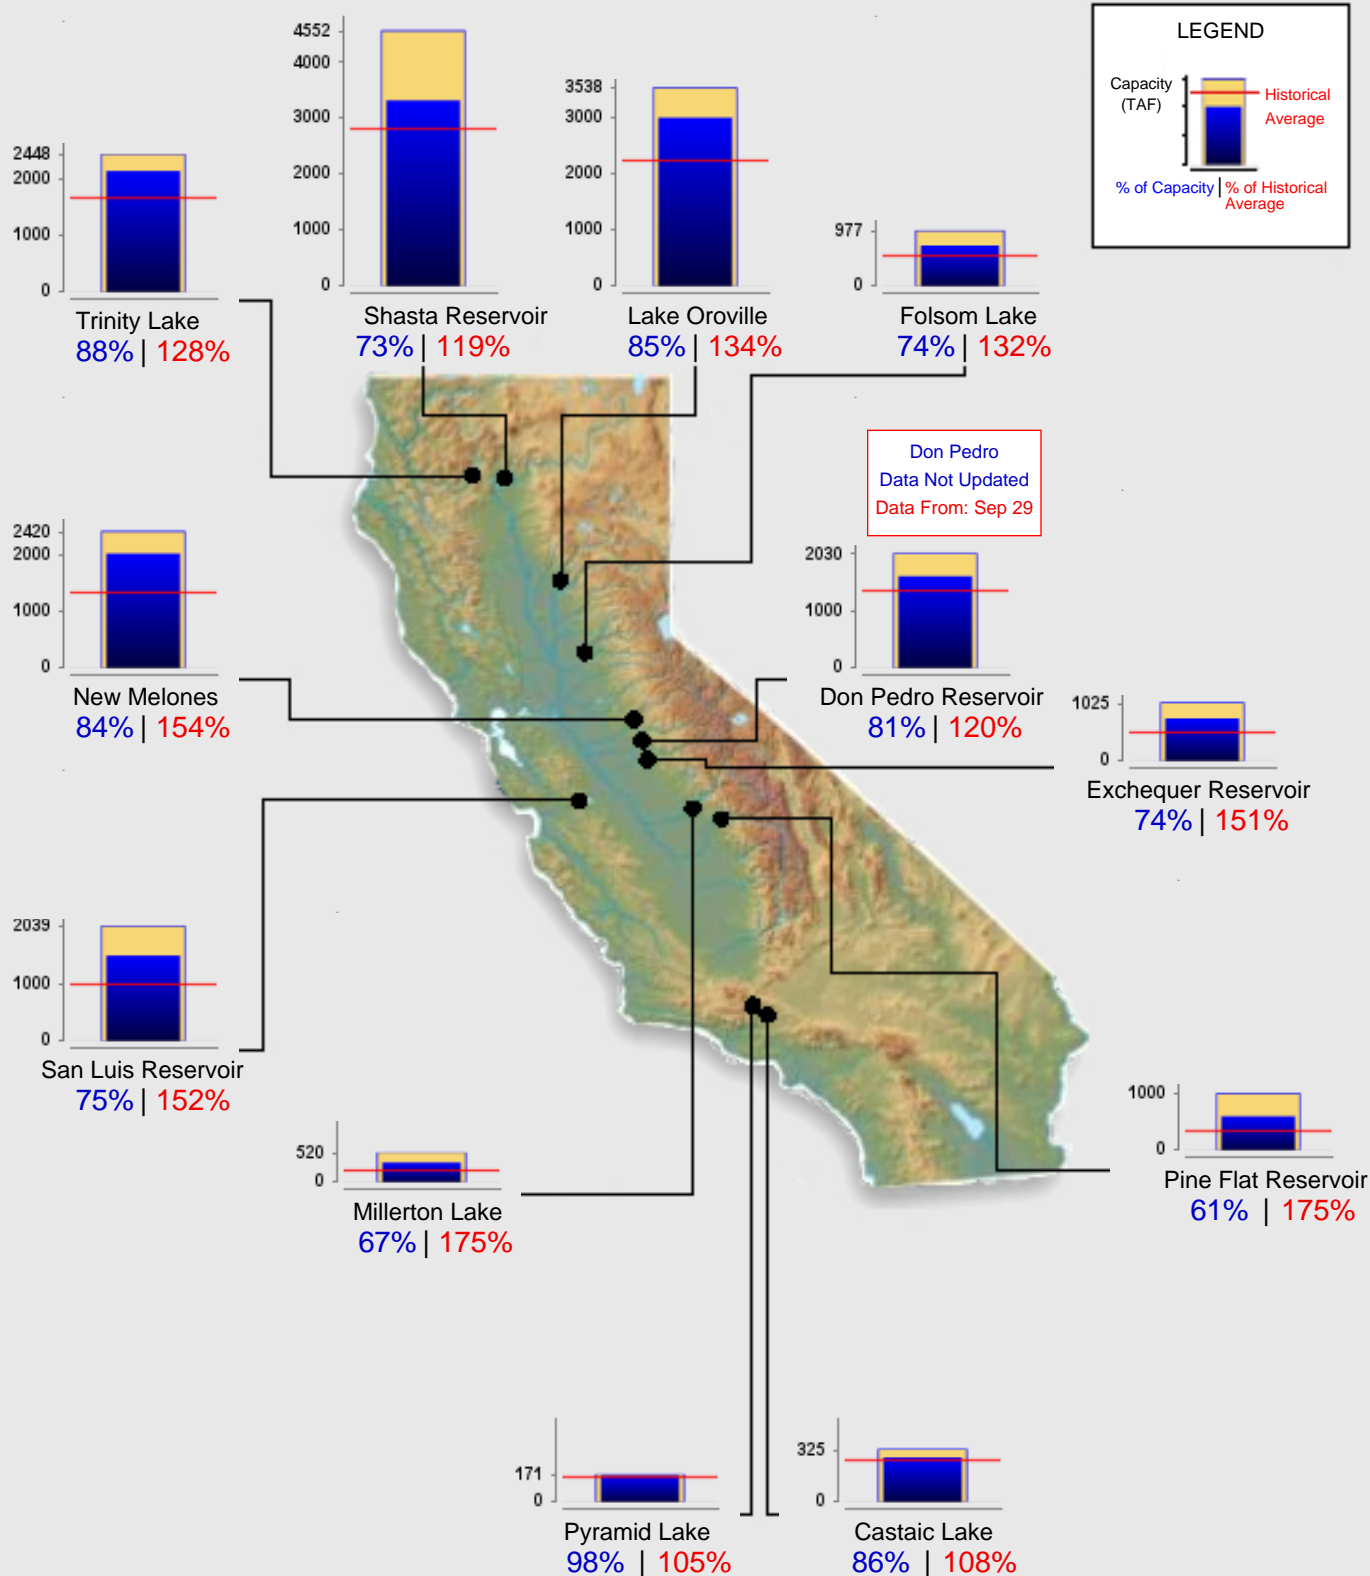 LEGEND
Capacity
(TAF)
Historical
Average
% of Capacity | % of Historical
Average
4552
4000
3000
2000
1000
0
Shasta Reservoir
73% | 119%
3538
3000
2000
1000
0
Lake Oroville
85% | 134%
2448
2000
1000
0
Trinity Lake
88% | 128%
977
0
Folsom Lake
74% | 132%
Don Pedro
Data Not Updated
Data From: Sep 29
2420
2000
1000
0
New Melones
84% | 154%
2030
1000
0
Don Pedro Reservoir
81% | 120%
1025
0
Exchequer Reservoir
74% | 151%
2039
1000
0
San Luis Reservoir
75% | 152%
520
0
Millerton Lake
67% | 175%
1000
0
Pine Flat Reservoir
61% | 175%
171
0
Pyramid Lake
98% | 105%
325
0
Castaic Lake
86% | 108%